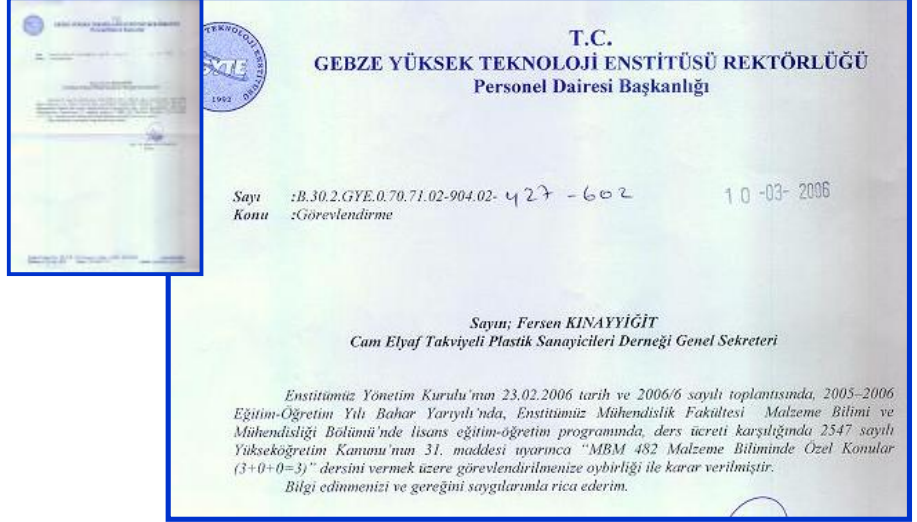 T.C.
GEBZE YÜKSEK TEKNOLOJİ ENSTİTÜSÜ REKTÖRLÜĞÜ
Personel Dairesi Başkanlığı
GYTE
1992
Sayı :B.30.2.GYE.0.70.71.02-904.02- 427 - 602
10 -03- 2006
Konu :Görevlendirme
Sayın; Fersen KINAYYİĞİT
Cam Elyaf Takviyeli Plastik Sanayicileri Derneği Genel Sekreteri
Enstitümüz Yönetim Kurulu'nun 23.02.2006 tarih ve 2006/6 sayılı toplantısında, 2005–2006
Eğitim-Öğretim Yılı Bahar Yarıyılı'nda, Enstitümüz Mühendislik Fakültesi Malzeme Bilimi ve
Mühendisliği Bölümü'nde lisans eğitim-öğretim programında, ders ücreti karşılığında 2547 sayılı
Yükseköğretim Kanunu'nun 31. maddesi uyarınca "MBM 482 Malzeme Biliminde Özel Konular
(3+0+0=3)" dersini vermek üzere görevlendirilmenize oybirliği ile karar verilmiştir.
Bilgi edinmenizi ve gereğini saygılarımla rica ederim.